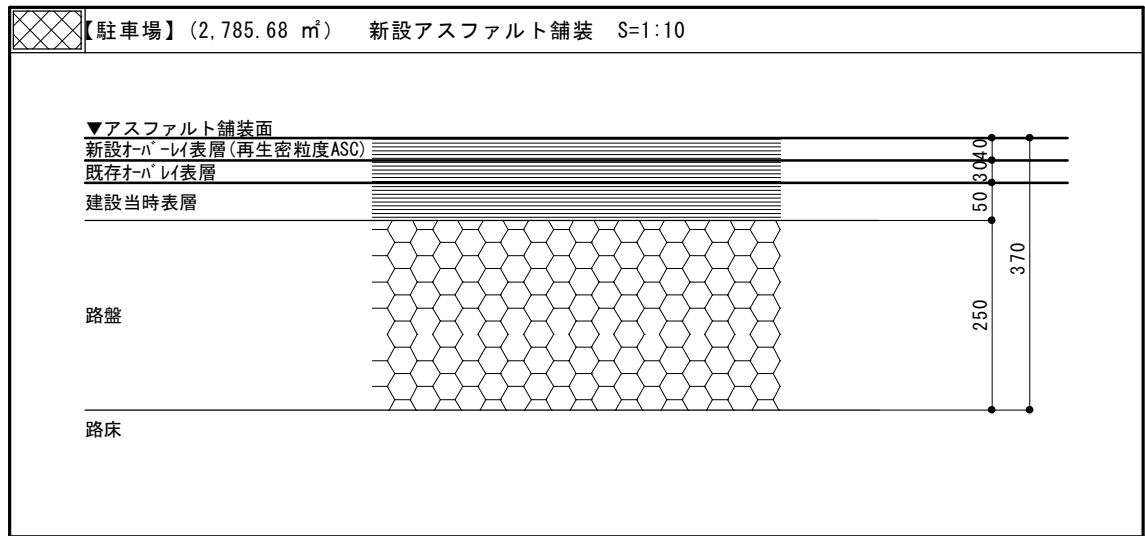 【駐車場】(2,785.68 ㎡) 新設アスファルト舗装 S=1:10
▼アスファルト舗装面
新設ｵｰﾊﾞｰﾚｲ表層(再生密粒度ASC)
40
既存ｵｰﾊﾞﾚｲ表層
30
建設当時表層
50
370
路盤
250
路床